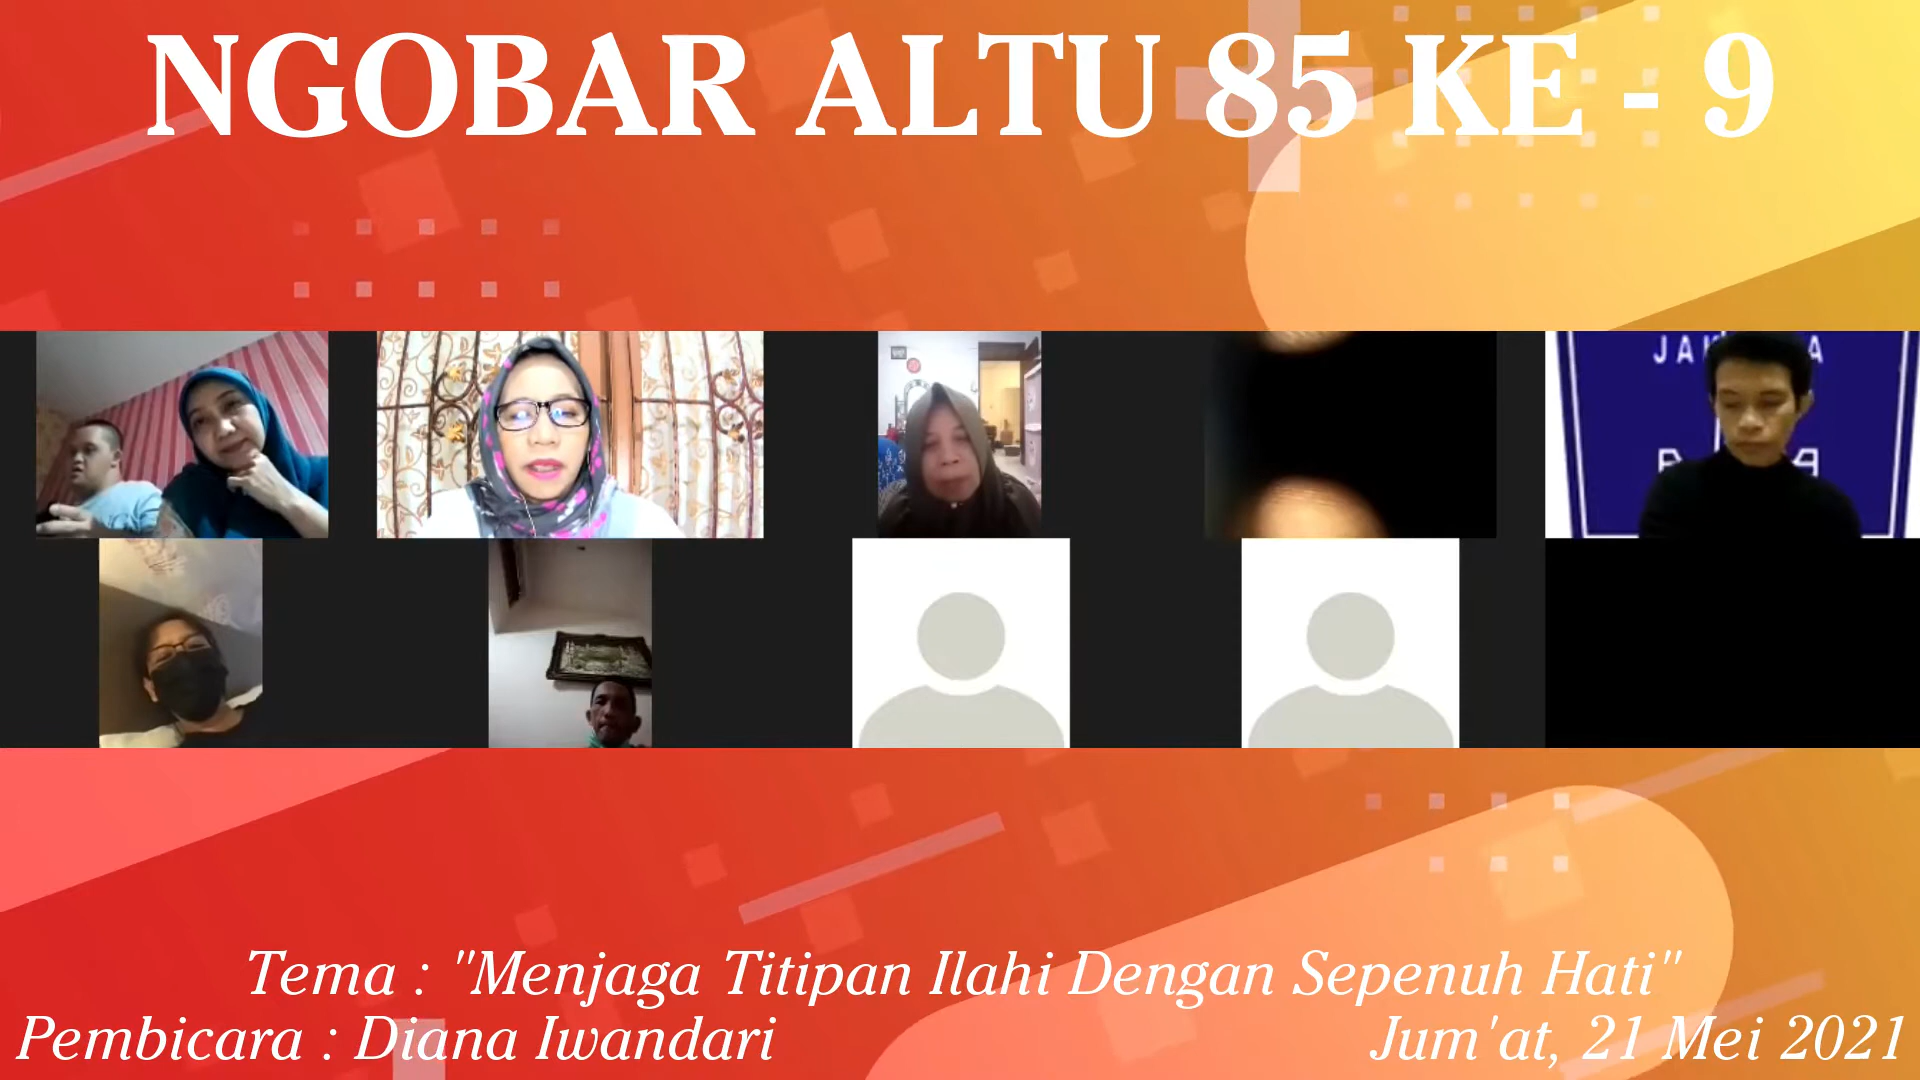 NGOBAR ALTU 85 KE - 9
Tema : "Menjaga Titipan Ilahi Dengan Sepenuh Hati"
Pembicara : Diana Iwandari
Jum'at, 21 Mei 2021